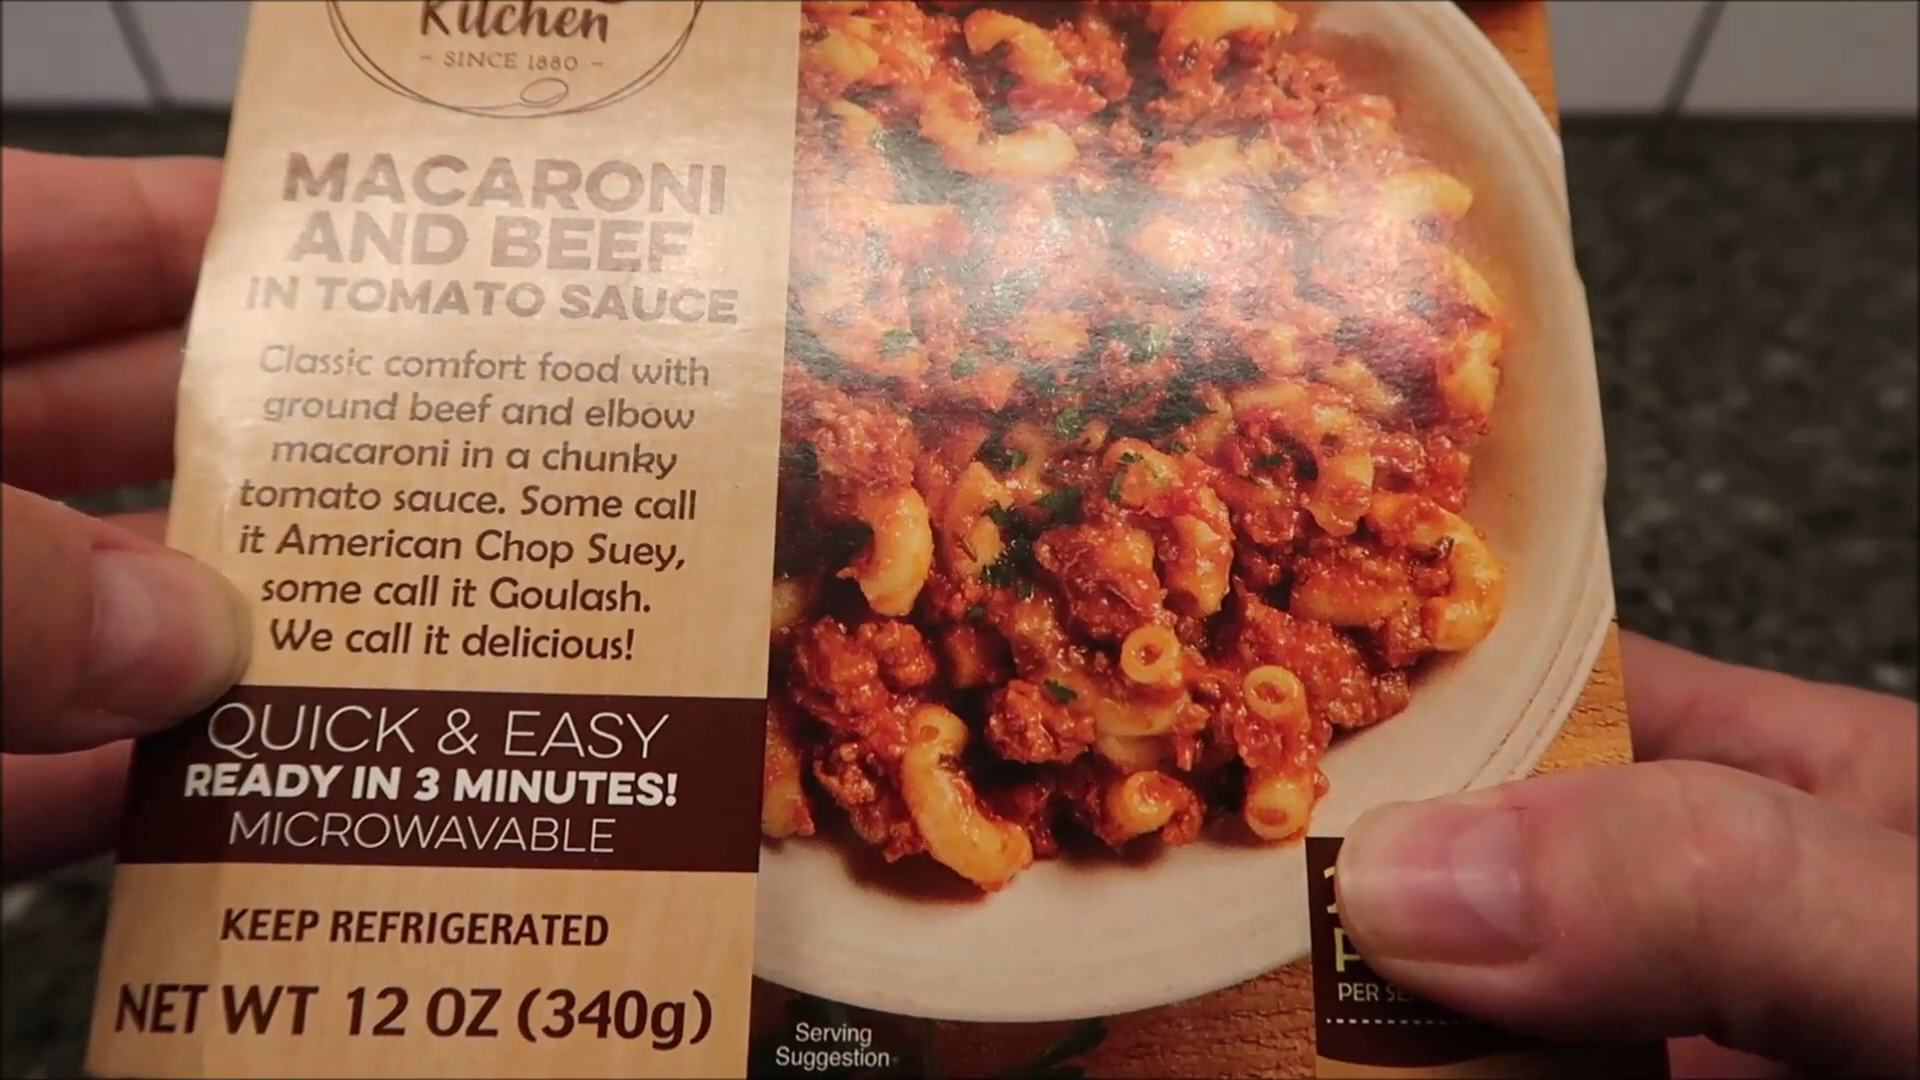 Kitchen
- SINCE 1880 -
MACARONI
AND BEEF
IN TOMATO SAUCE
Classic comfort food with
ground beef and elbow
macaroni in a chunky
tomato sauce. Some call
it American Chop Suey,
some call it Goulash.
We call it delicious!
QUICK & EASY
READY IN 3 MINUTES!
MICROWAVABLE
KEEP REFRIGERATED
NET WT 12 OZ (340g)
Serving
Suggestion
PER